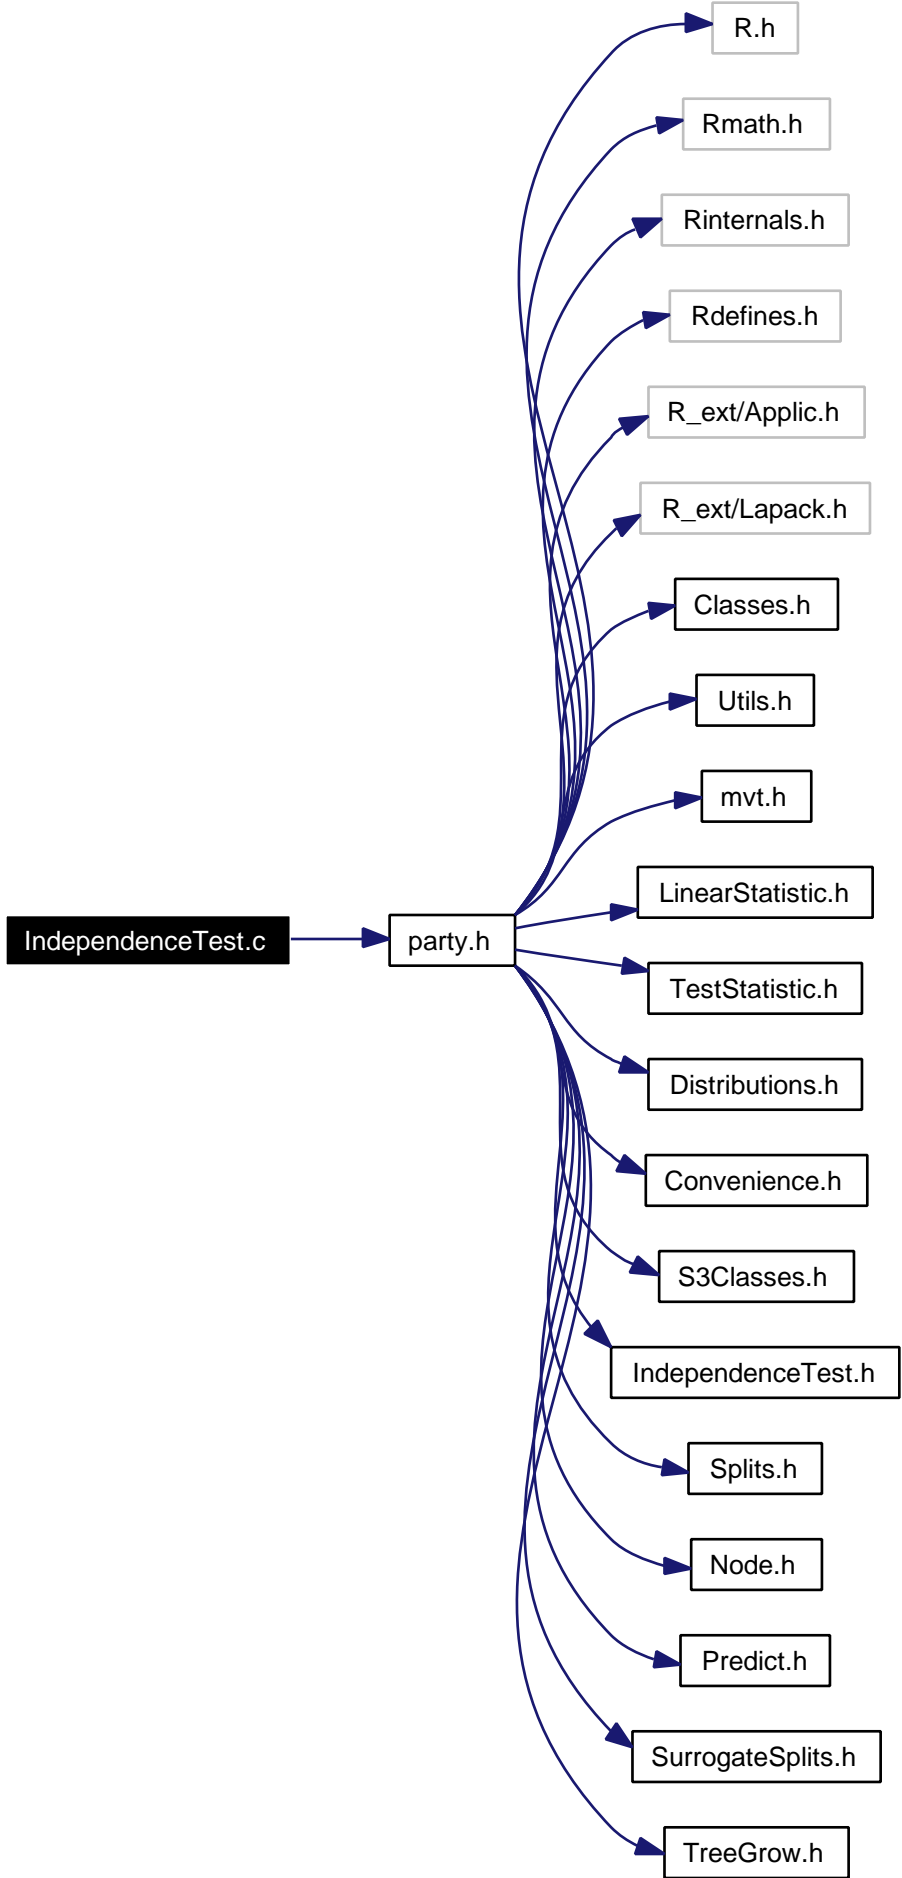 R.h
Rmath.h
Rinternals.h
Rdefines.h
R_ext/Applic.h
R_ext/Lapack.h
Classes.h
Utils.h
mvt.h
LinearStatistic.h
IndependenceTest.c
party.h
TestStatistic.h
Distributions.h
Convenience.h
S3Classes.h
IndependenceTest.h
Splits.h
Node.h
Predict.h
SurrogateSplits.h
TreeGrow.h